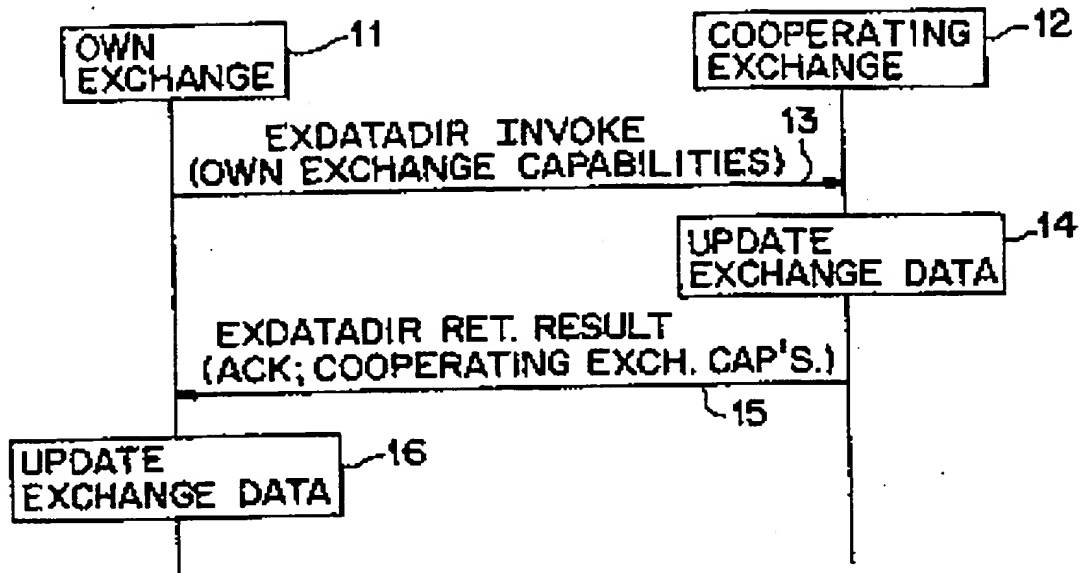 OWN
EXCHANGE
11
COOPERATING
EXCHANGE
12
EXDATADIR INVOKE
(OWN EXCHANGE CAPABILITIES)
13
UPDATE
EXCHANGE DATA
14
EXDATADIR RET. RESULT
(ACK; COOPERATING EXCH. CAP'S.)
15
UPDATE
EXCHANGE DATA
16